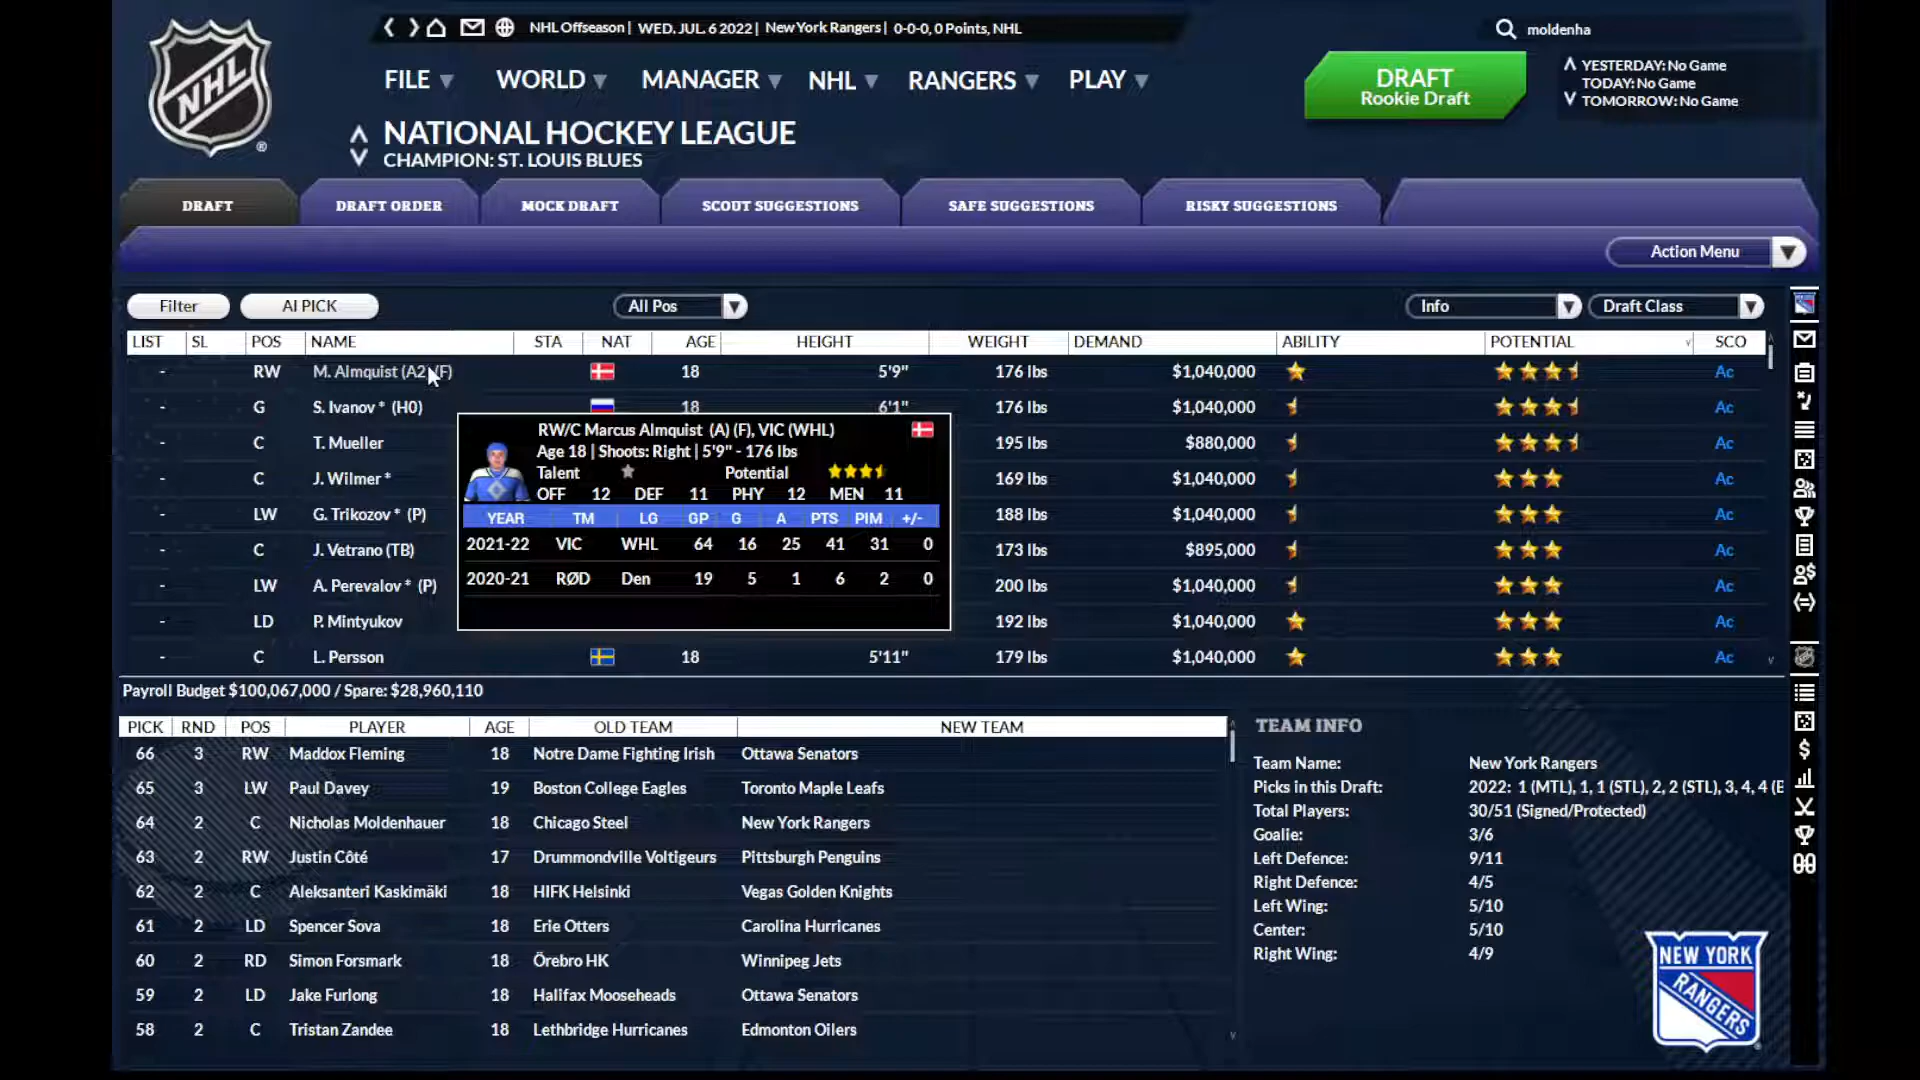 NHL
NHL Offseason | WED. JUL. 6 2022 | New York Rangers | 0-0-0, 0 Points, NHL
moldenha
FILE WORLD MANAGER NHL RANGERS PLAY
DRAFT
Rookie Draft
YESTERDAY: No Game
TODAY: No Game
TOMORROW: No Game
NATIONAL HOCKEY LEAGUE
CHAMPION: ST. LOUIS BLUES
DRAFT DRAFT ORDER MOCK DRAFT SCOUT SUGGESTIONS SAFE SUGGESTIONS RISKY SUGGESTIONS
Action Menu
Filter AI PICK All Pos Info Draft Class
LIST SL POS NAME STA NAT AGE HEIGHT WEIGHT DEMAND ABILITY POTENTIAL SCO
- RW M. Almquist (A2) (F) 18 5'9" 176 lbs $1,040,000 Ac
- G S. Ivanov * (H0) 18 6'1" 176 lbs $1,040,000 Ac
- C T. Mueller 195 lbs $880,000 Ac
- C J. Wilmer * 169 lbs $1,040,000 Ac
- LW G. Trikozov * (P) 188 lbs $1,040,000 Ac
- C J. Vetrano (TB) 173 lbs $895,000 Ac
- LW A. Perevalov * (P) 200 lbs $1,040,000 Ac
- LD P. Mintyukov 192 lbs $1,040,000 Ac
- C L. Persson 18 5'11" 179 lbs $1,040,000 Ac
RW/C Marcus Almquist (A) (F), VIC (WHL)
Age 18 | Shoots: Right | 5'9" - 176 lbs
Talent Potential
OFF 12 DEF 11 PHY 12 MEN 11
YEAR TM LG GP G A PTS PIM +/-
2021-22 VIC WHL 64 16 25 41 31 0
2020-21 RØD Den 19 5 1 6 2 0
Payroll Budget $100,067,000 / Spare: $28,960,110
PICK RND POS PLAYER AGE OLD TEAM NEW TEAM
66 3 RW Maddox Fleming 18 Notre Dame Fighting Irish Ottawa Senators
65 3 LW Paul Davey 19 Boston College Eagles Toronto Maple Leafs
64 2 C Nicholas Moldenhauer 18 Chicago Steel New York Rangers
63 2 RW Justin Côté 17 Drummondville Voltigeurs Pittsburgh Penguins
62 2 C Aleksanteri Kaskimäki 18 HIFK Helsinki Vegas Golden Knights
61 2 LD Spencer Sova 18 Erie Otters Carolina Hurricanes
60 2 RD Simon Forsmark 18 Örebro HK Winnipeg Jets
59 2 LD Jake Furlong 18 Halifax Mooseheads Ottawa Senators
58 2 C Tristan Zandee 18 Lethbridge Hurricanes Edmonton Oilers
TEAM INFO
Team Name: New York Rangers
Picks in this Draft: 2022: 1 (MTL), 1, 1 (STL), 2, 2 (STL), 3, 4, 4 (E
Total Players: 30/51 (Signed/Protected)
Goalie: 3/6
Left Defence: 9/11
Right Defence: 4/5
Left Wing: 5/10
Center: 5/10
Right Wing: 4/9
NEW YORK
RANGERS